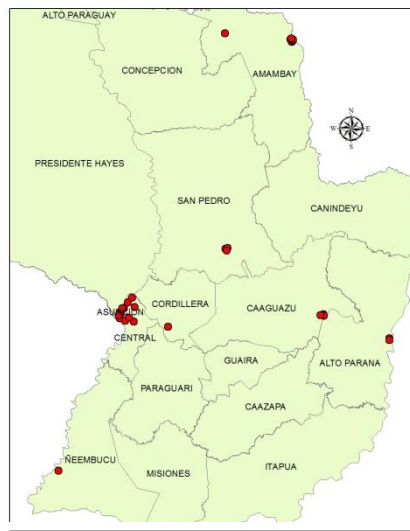 ALTO PARAGUAY
CONCEPCION
AMAMBAY
N
W E
S
PRESIDENTE HAYES
SAN PEDRO
CANINDEYU
ASUNCION
CORDILLERA
CAAGUAZU
CENTRAL
GUAIRA
ALTO PARANA
PARAGUARI
CAAZAPA
ÑEEMBUCU
MISIONES
ITAPUA